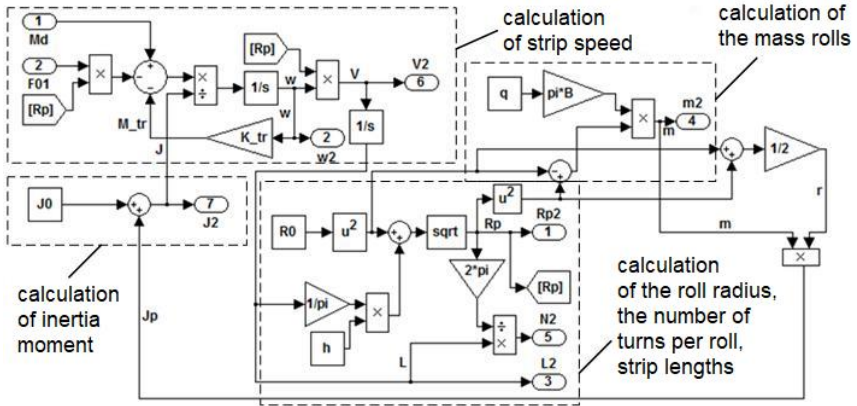 1
Md
2
F01
[Rp]
×
-
-
×
÷
1/s
w
[Rp]
×
V
V2
6
w
1/s
M_tr
K_tr
2
w2
J
calculation
of strip speed
calculation of
the mass rolls
q
pi*B
×
m2
4
m
+
-
+
+
1/2
r
J0
+
+
7
J2
R0
u²
+
+
sqrt
Rp
u²
Rp2
1
2*pi
[Rp]
1/pi
×
h
÷
×
N2
5
L
L2
3
m
×
calculation
of inertia
moment
Jp
calculation
of the roll radius,
the number of
turns per roll,
strip lengths